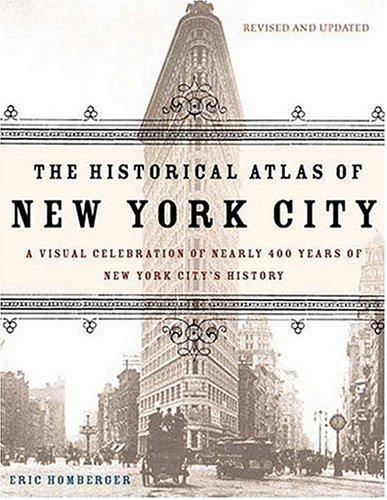 REVISED AND UPDATED
THE HISTORICAL ATLAS OF
NEW YORK CITY
A VISUAL CELEBRATION OF NEARLY 400 YEARS OF
NEW YORK CITY'S HISTORY
ERIC HOMBERGER